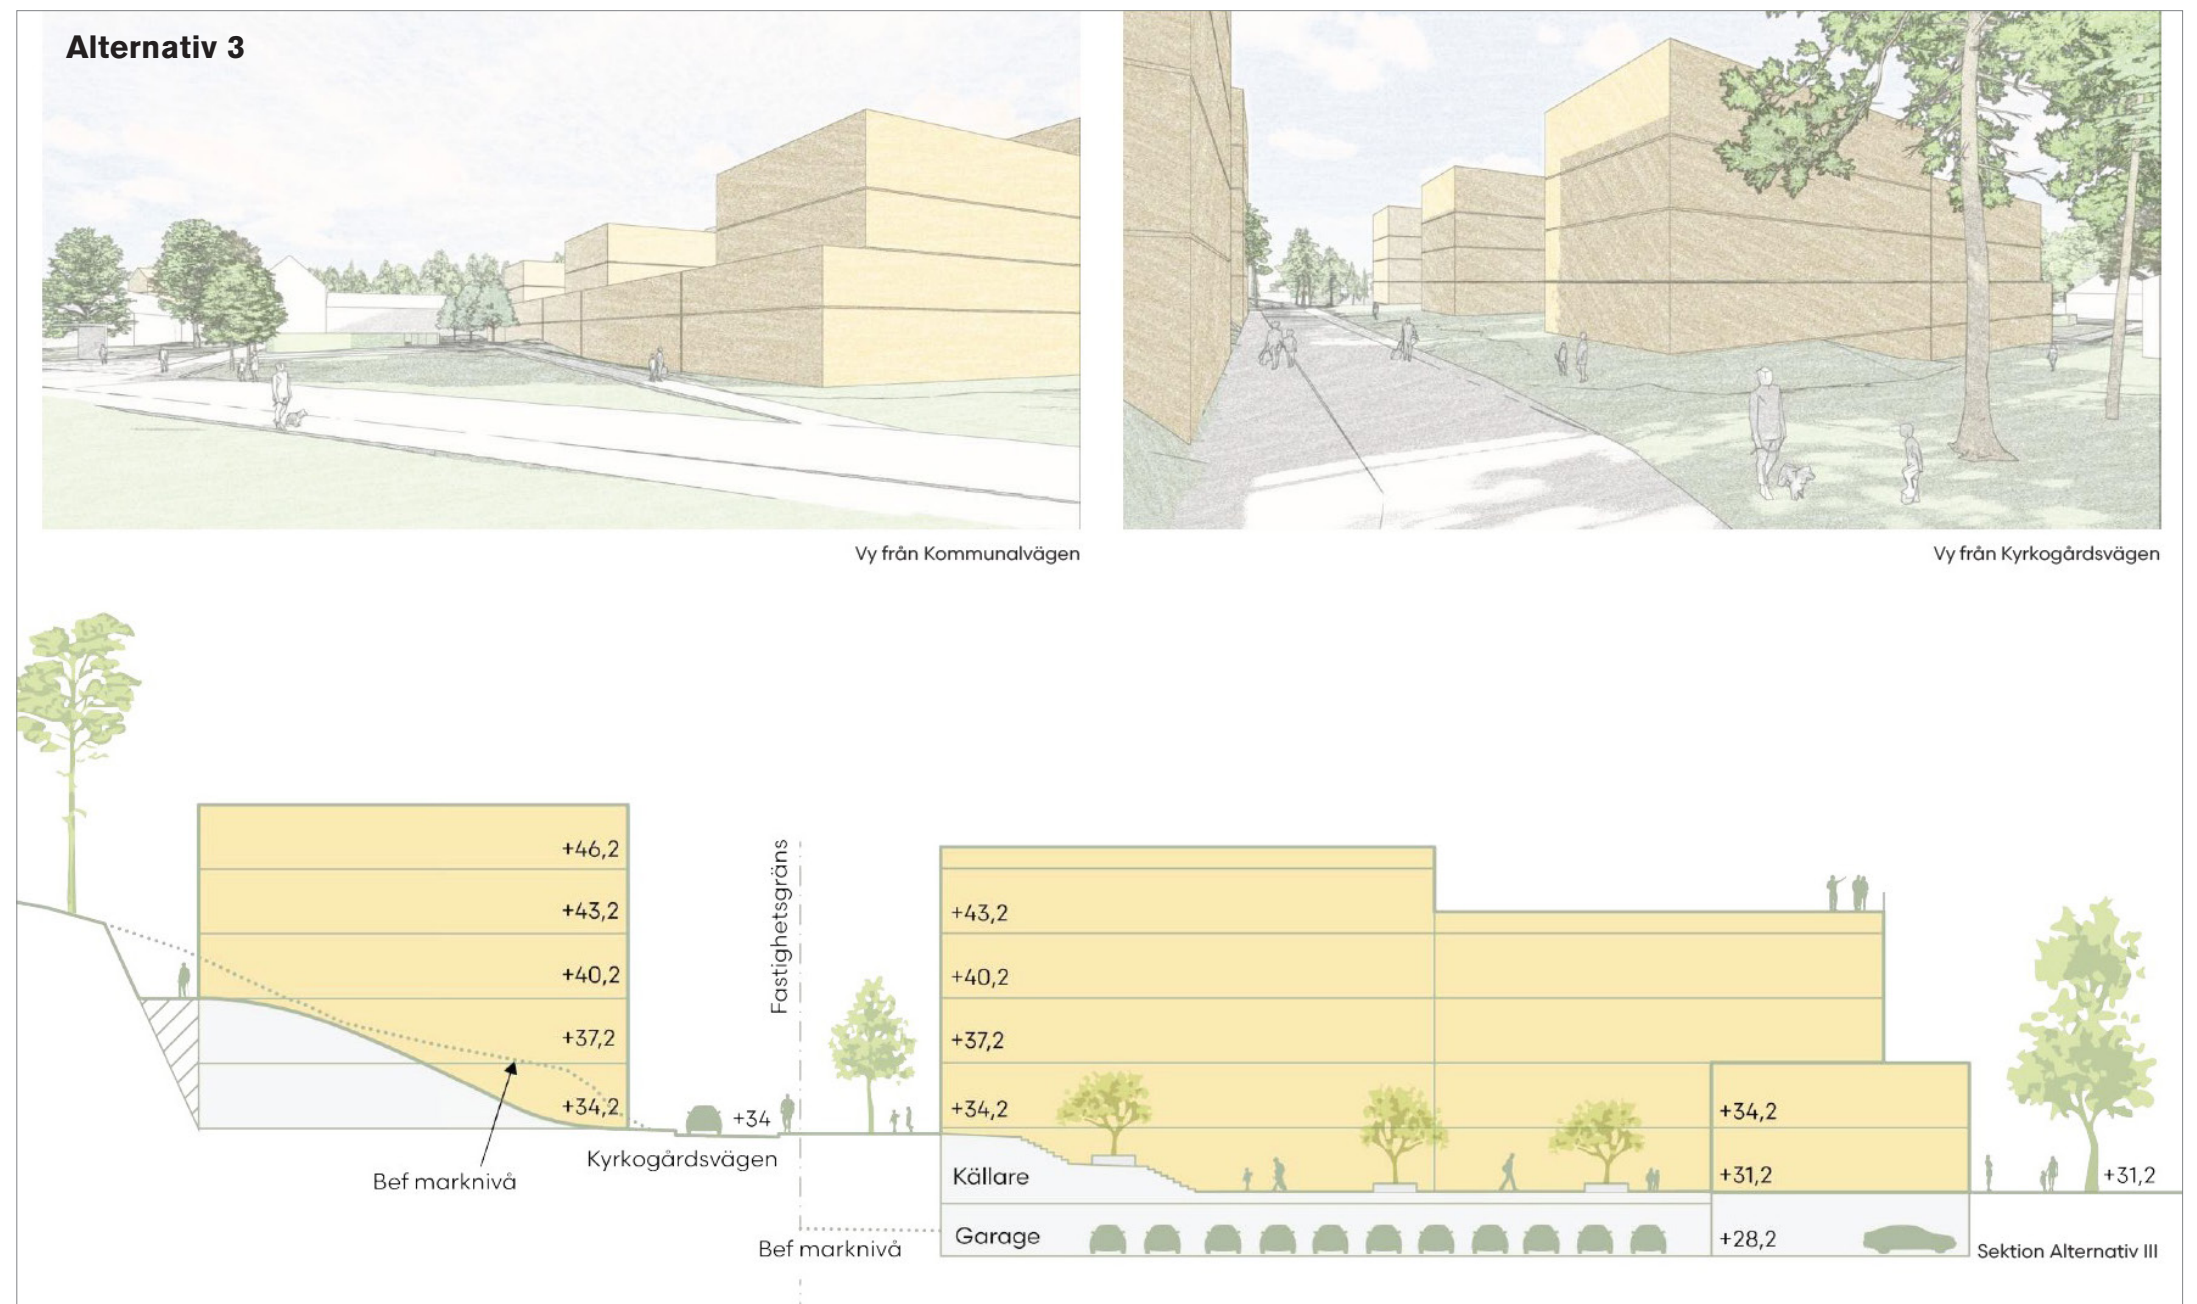 Alternativ 3
Vy från Kommunalvägen
Vy från Kyrkogårdsvägen
+46,2
+43,2
+40,2
+37,2
+34,2
Bef marknivå
Kyrkogårdsvägen
+34
Fastighetsgräns
Bef marknivå
+43,2
+40,2
+37,2
+34,2
Källare
Garage
+34,2
+31,2
+28,2
+31,2
Sektion Alternativ III